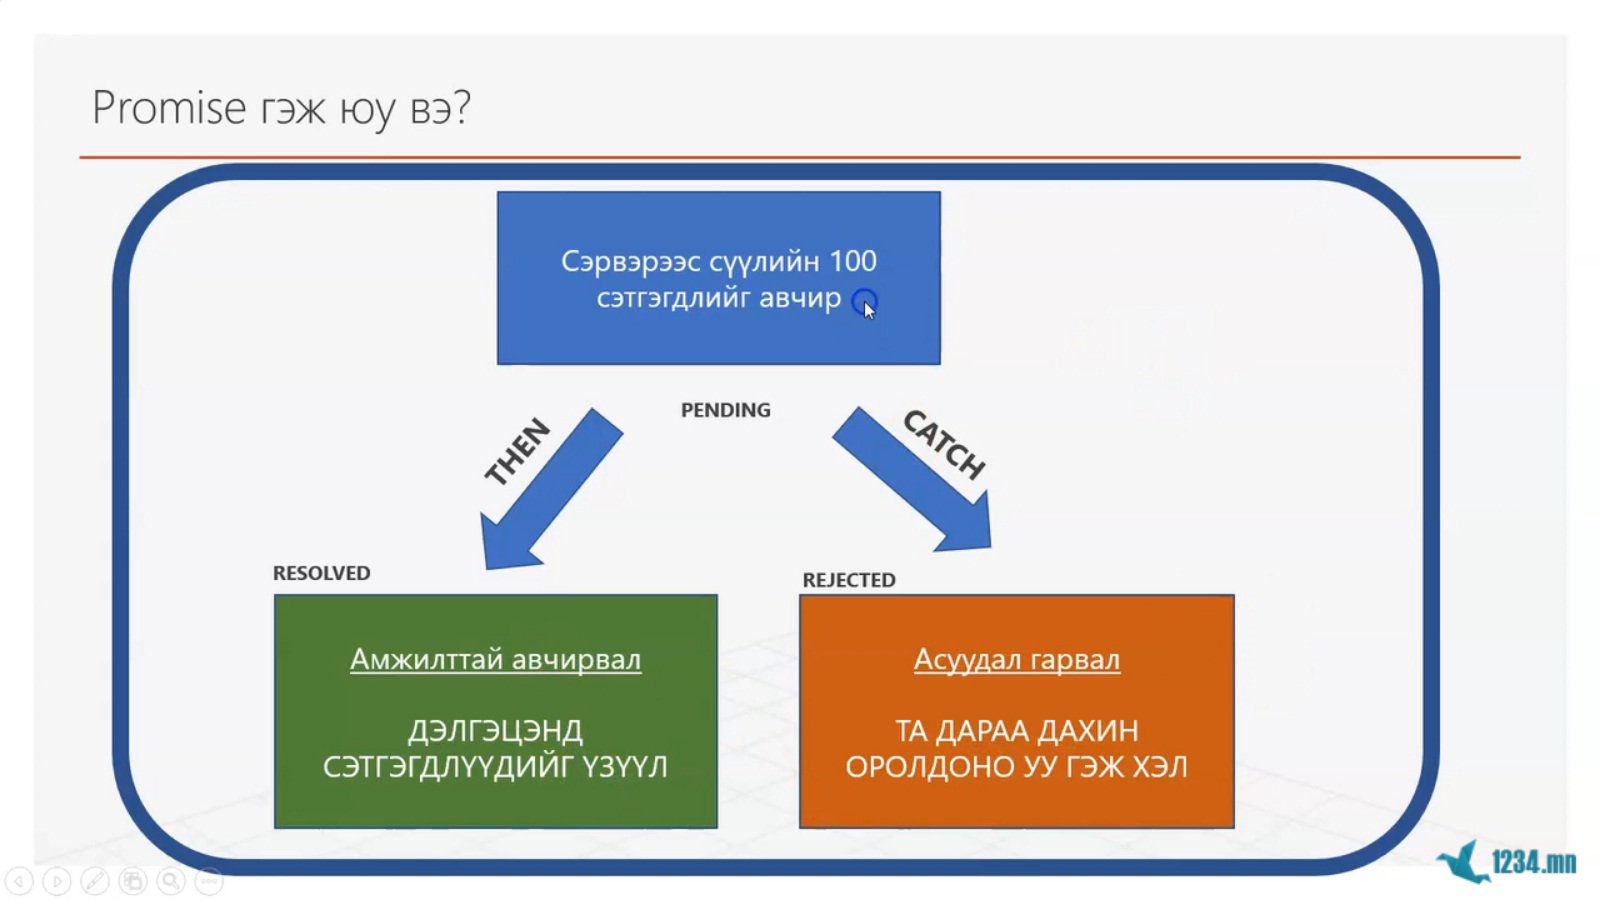 Promise гэж юу вэ?
Сэрвэрээс сүүлийн 100
сэтгэгдлийг авчир
PENDING
THEN
CATCH
RESOLVED
REJECTED
Амжилттай авчирвал
ДЭЛГЭЦЭНД
СЭТГЭГДЛҮҮДИЙГ ҮЗҮҮЛ
Асуудал гарвал
ТА ДАРАА ДАХИН
ОРОЛДОНО УУ ГЭЖ ХЭЛ
1234.mn